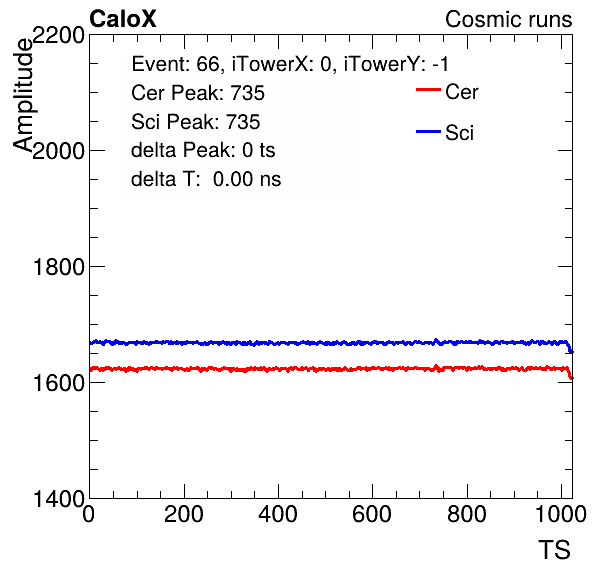 CaloX Cosmic runs
Amplitude
2200
2000
1800
1600
1400
Event: 66, iTowerX: 0, iTowerY: -1
Cer Peak: 735
Sci Peak: 735
delta Peak: 0 ts
delta T:  0.00 ns
Cer
Sci
0 200 400 600 800 1000
TS